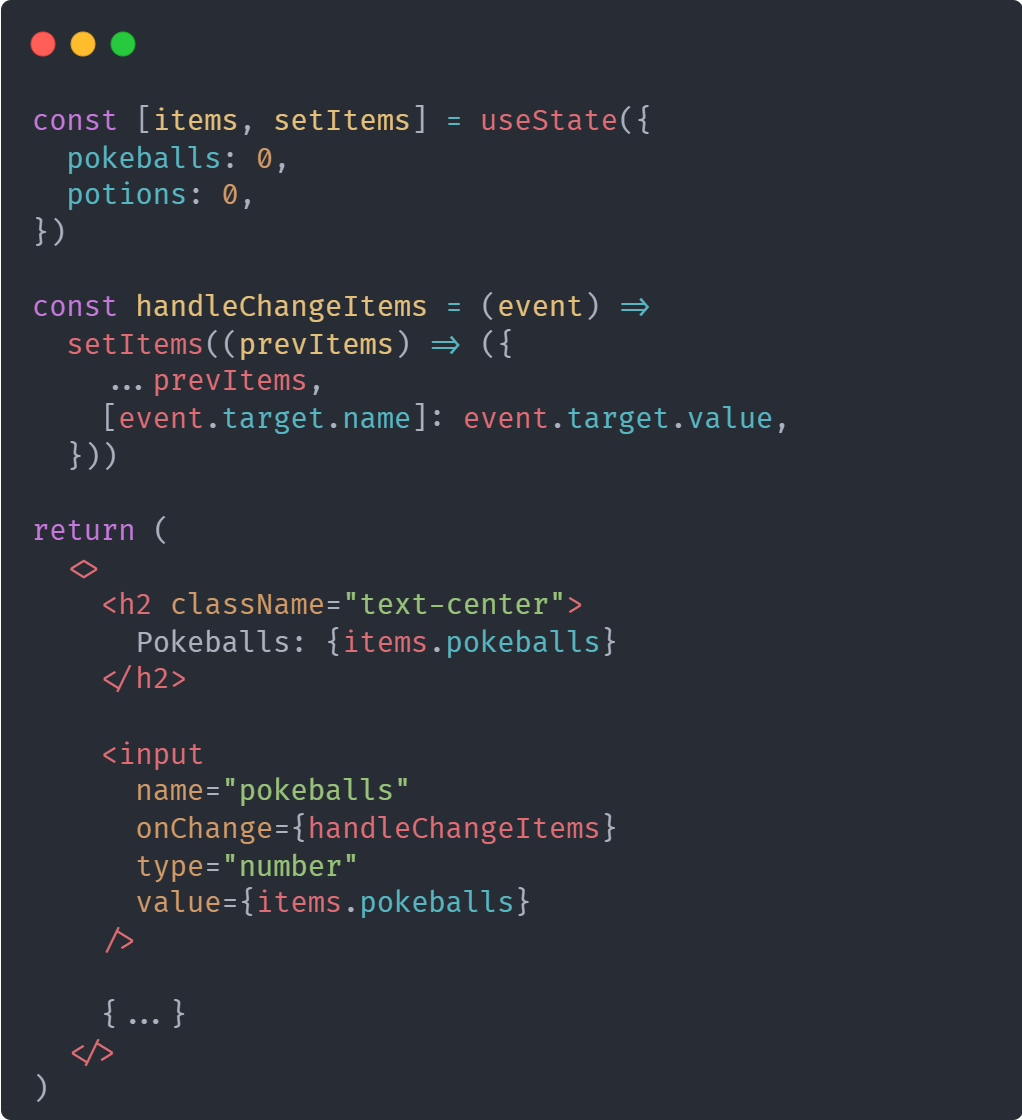 const [items, setItems] = useState({
  pokeballs: 0,
  potions: 0,
})

const handleChangeItems = (event) =>
  setItems((prevItems) => ({
    ...prevItems,
    [event.target.name]: event.target.value,
  }))

return (
  <>
    <h2 className="text-center">
      Pokeballs: {items.pokeballs}
    </h2>

    <input
      name="pokeballs"
      onChange={handleChangeItems}
      type="number"
      value={items.pokeballs}
    />

    {...}
  </>
)